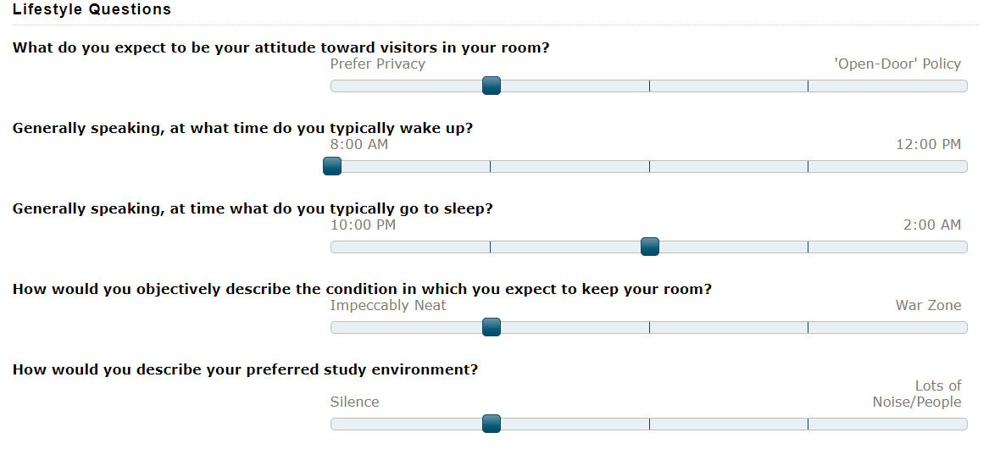 Lifestyle Questions
What do you expect to be your attitude toward visitors in your room?
Prefer Privacy 'Open-Door' Policy
Generally speaking, at what time do you typically wake up?
8:00 AM 12:00 PM
Generally speaking, at time what do you typically go to sleep?
10:00 PM 2:00 AM
How would you objectively describe the condition in which you expect to keep your room?
Impeccably Neat War Zone
How would you describe your preferred study environment?
Lots of
Silence Noise/People